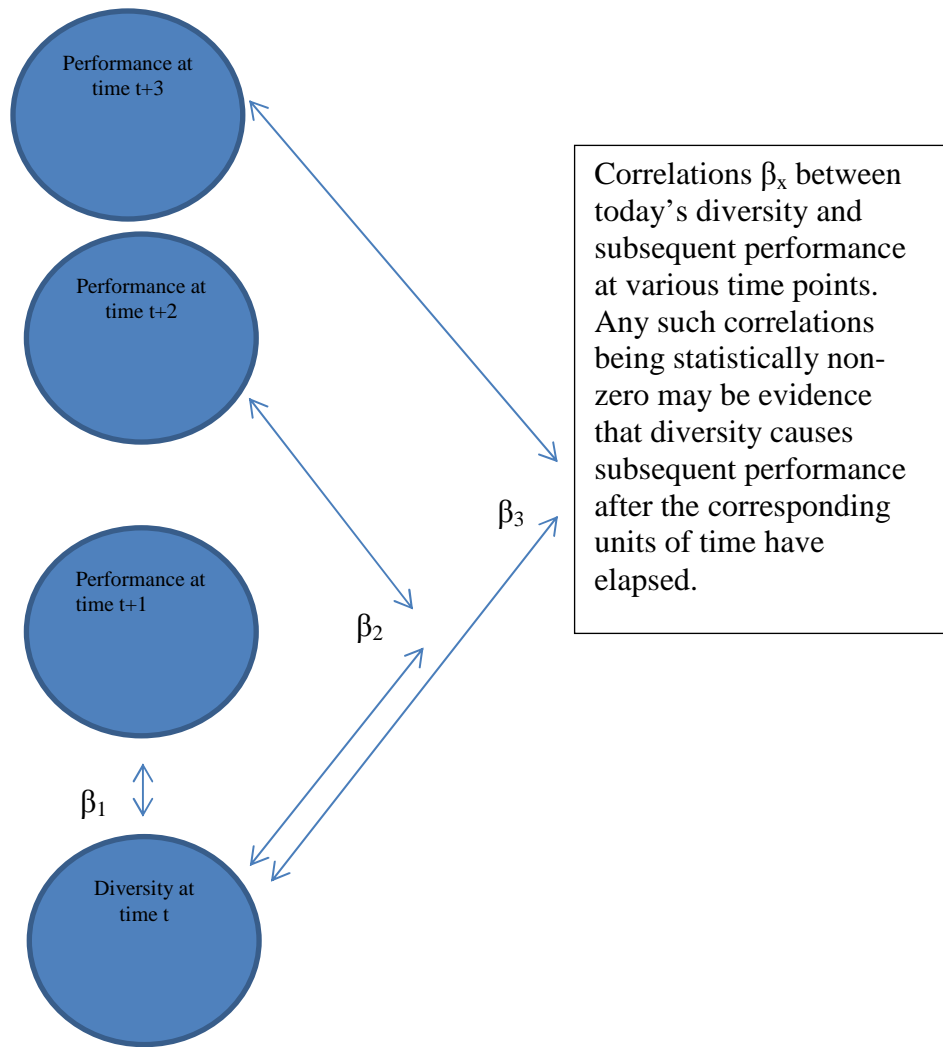 Performance at
time t+3
Correlations βx between
today’s diversity and
subsequent performance
at various time points.
Any such correlations
being statistically non-
zero may be evidence
that diversity causes
subsequent performance
after the corresponding
units of time have
elapsed.
Performance at
time t+2
β3
Performance at
time t+1
β2
β1
Diversity at
time t